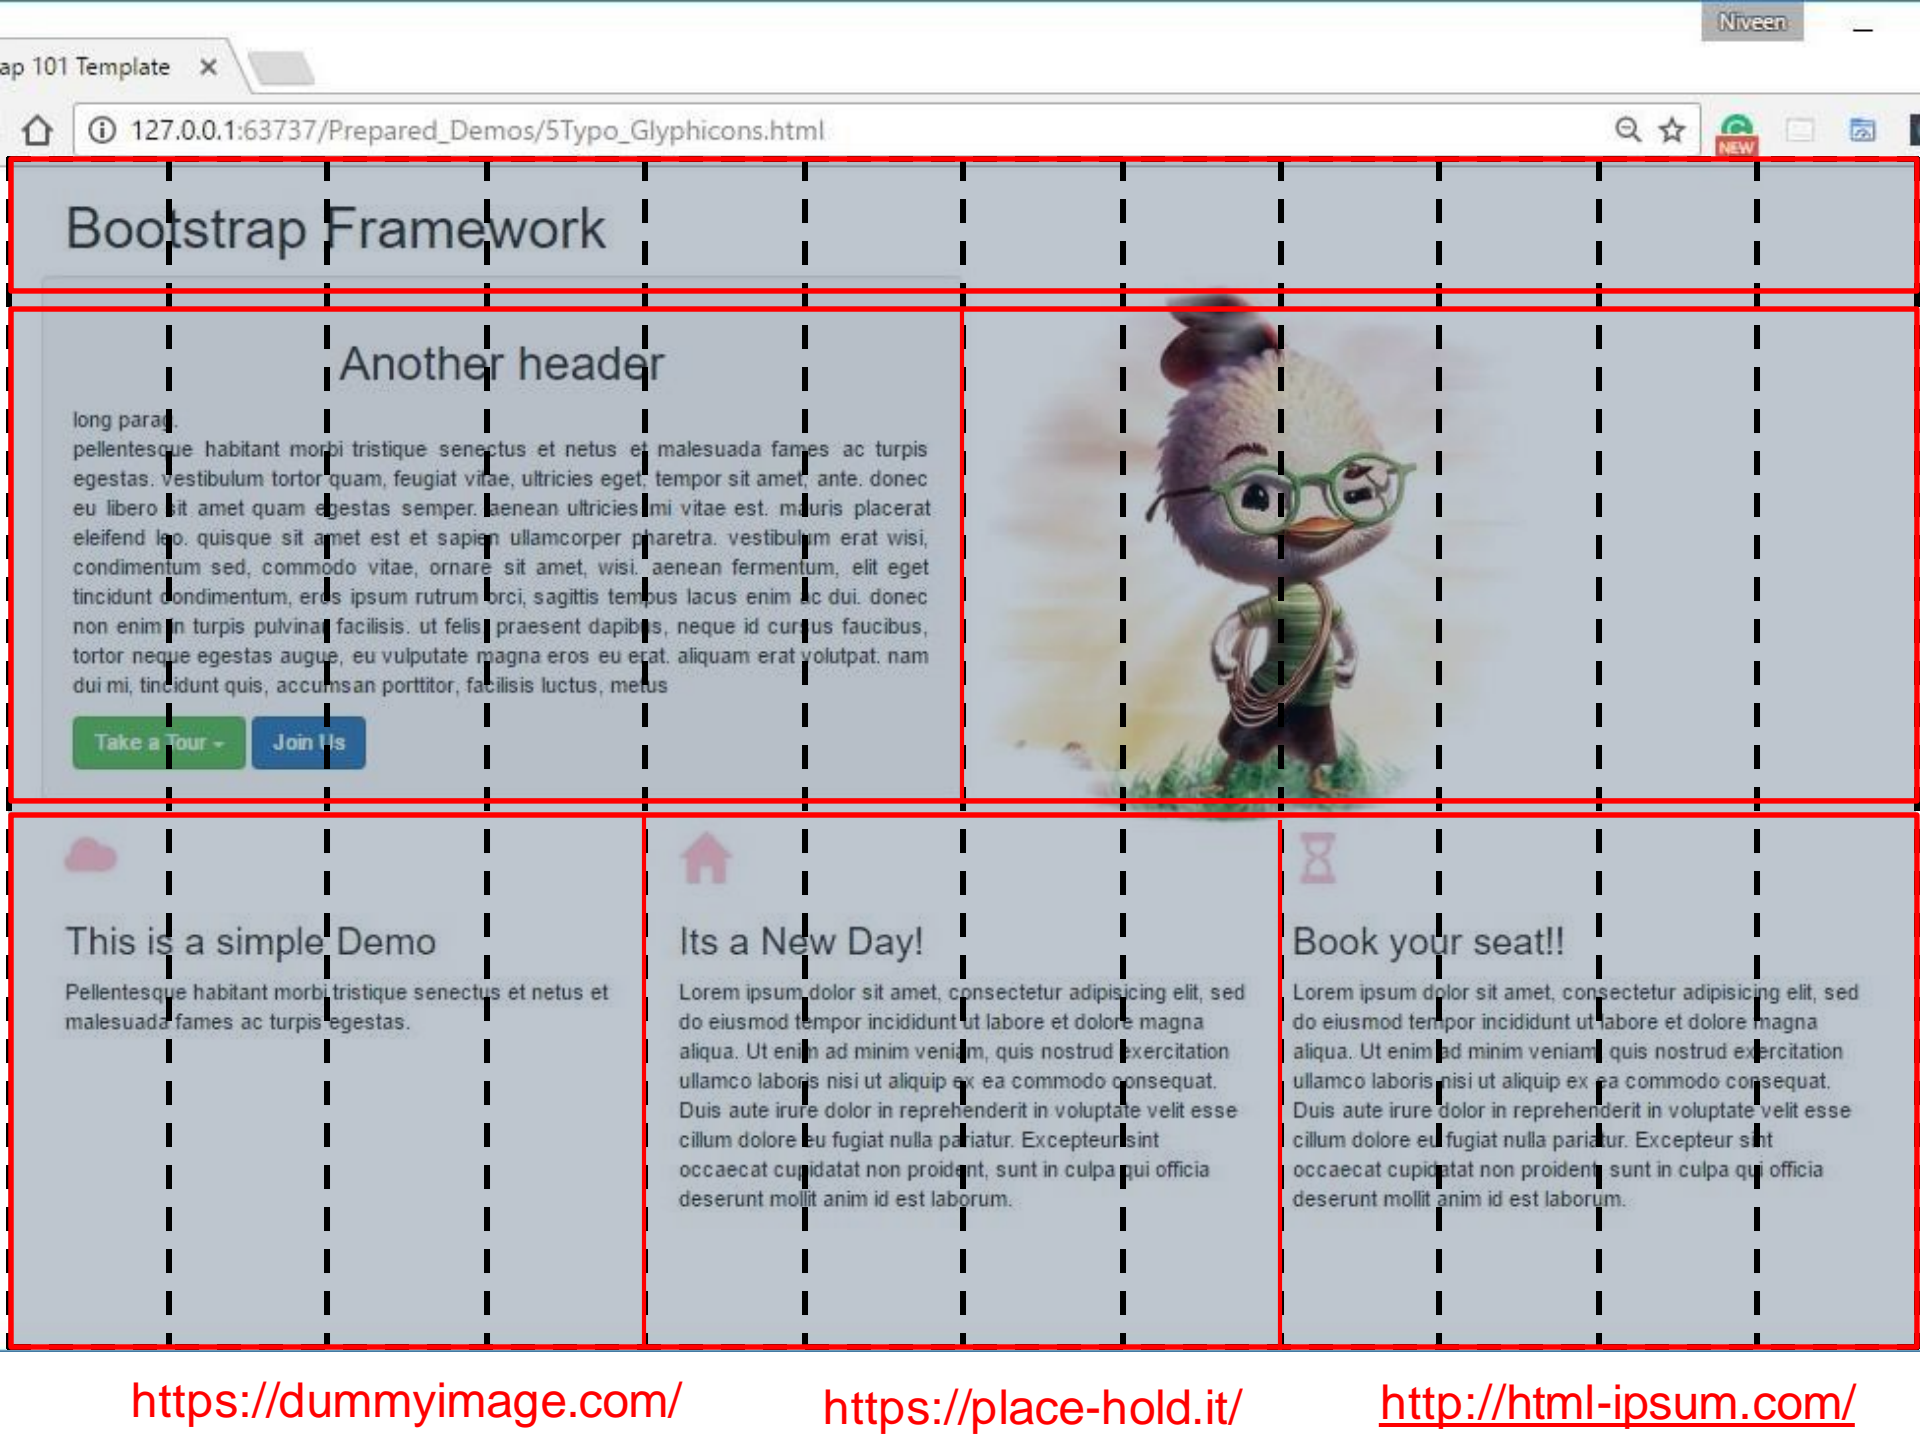 Niveen
ap 101 Template
127.0.0.1:63737/Prepared_Demos/5Typo_Glyphicons.html
NEW
Bootstrap Framework
Another header
long parag.
pellentesque habitant morbi tristique senectus et netus et malesuada fames ac turpis
egestas. vestibulum tortor quam, feugiat vitae, ultricies eget, tempor sit amet, ante. donec
eu libero sit amet quam egestas semper. aenean ultricies mi vitae est. mauris placerat
eleifend leo. quisque sit amet est et sapien ullamcorper pharetra. vestibulum erat wisi,
condimentum sed, commodo vitae, ornare sit amet, wisi. aenean fermentum, elit eget
tincidunt condimentum, eros ipsum rutrum orci, sagittis tempus lacus enim ac dui. donec
non enim in turpis pulvinar facilisis. ut felis. praesent dapibus, neque id cursus faucibus,
tortor neque egestas augue, eu vulputate magna eros eu erat. aliquam erat volutpat. nam
dui mi, tincidunt quis, accumsan porttitor, facilisis luctus, metus
Take a Tour
Join Us
This is a simple Demo
Pellentesque habitant morbi tristique senectus et netus et
malesuada fames ac turpis egestas.
Its a New Day!
Lorem ipsum dolor sit amet, consectetur adipisicing elit, sed
do eiusmod tempor incididunt ut labore et dolore magna
aliqua. Ut enim ad minim veniam, quis nostrud exercitation
ullamco laboris nisi ut aliquip ex ea commodo consequat.
Duis aute irure dolor in reprehenderit in voluptate velit esse
cillum dolore eu fugiat nulla pariatur. Excepteur sint
occaecat cupidatat non proident, sunt in culpa qui officia
deserunt mollit anim id est laborum.
Book your seat!!
Lorem ipsum dolor sit amet, consectetur adipisicing elit, sed
do eiusmod tempor incididunt ut labore et dolore magna
aliqua. Ut enim ad minim veniam, quis nostrud exercitation
ullamco laboris nisi ut aliquip ex ea commodo consequat.
Duis aute irure dolor in reprehenderit in voluptate velit esse
cillum dolore eu fugiat nulla pariatur. Excepteur sint
occaecat cupidatat non proident, sunt in culpa qui officia
deserunt mollit anim id est laborum.
https://dummyimage.com/
https://place-hold.it/
http://html-ipsum.com/